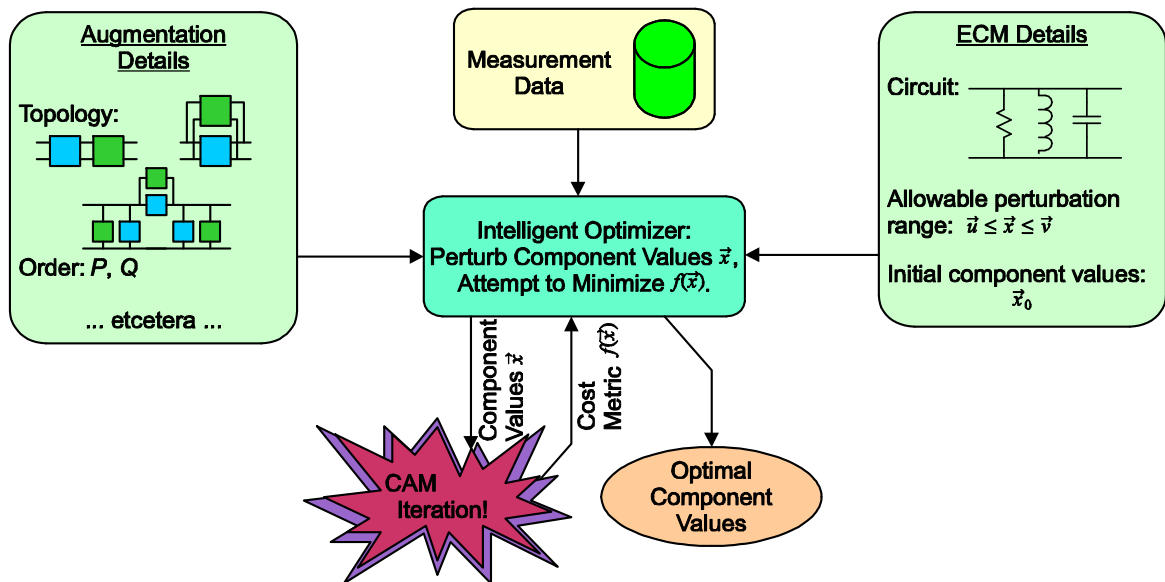 Augmentation
Details
Topology:
Order: P, Q
... etcetera ...
Measurement
Data
ECM Details
Circuit:
Allowable perturbation
range: u⃗ ≤ x⃗ ≤ v⃗
Initial component values:
x⃗₀
Intelligent Optimizer:
Perturb Component Values x⃗,
Attempt to Minimize f(x⃗).
Component
Values x⃗
Cost
Metric f(x⃗)
CAM
Iteration!
Optimal
Component
Values